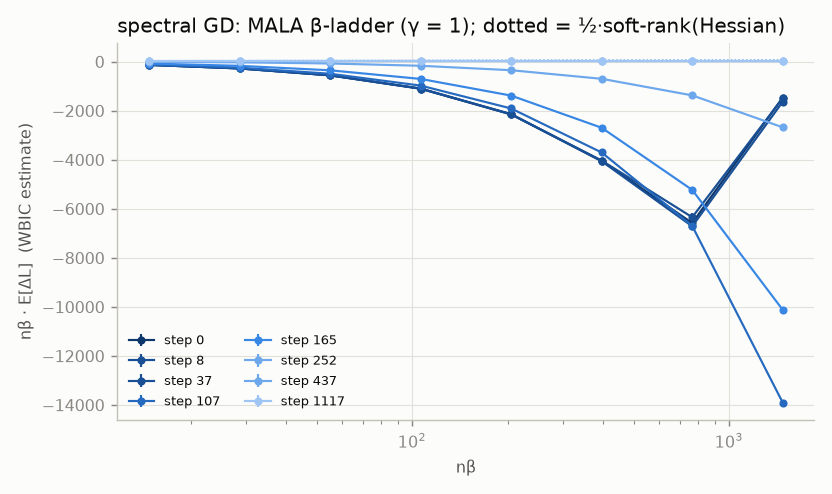 spectral GD: MALA β-ladder (γ = 1); dotted = ½·soft-rank(Hessian)
nβ · E[ΔL]  (WBIC estimate)
0
−2000
−4000
−6000
−8000
−10000
−12000
−14000
step 0
step 8
step 37
step 107
step 165
step 252
step 437
step 1117
10²
10³
nβ